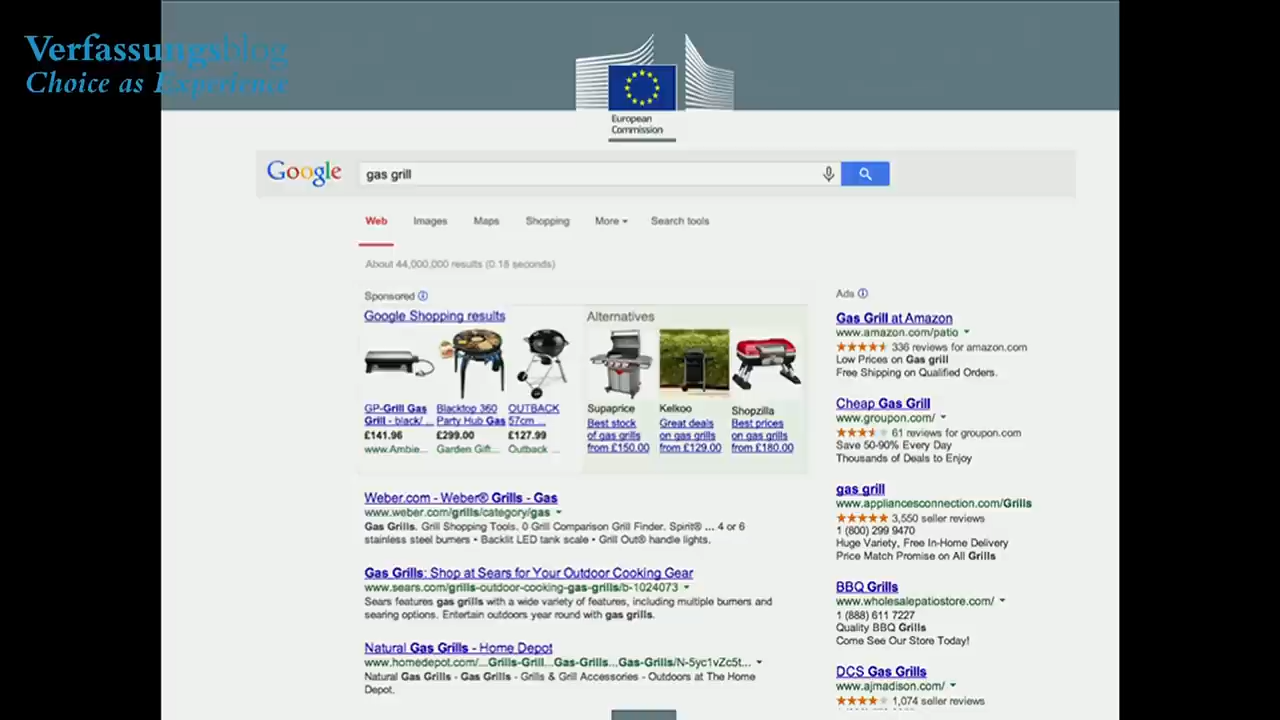 Verfassungsblog
Choice as Experience
European
Commission
Google
gas grill
Web Images Maps Shopping More Search tools
About 44,000,000 results (0.18 seconds)
Sponsored
Google Shopping results
GP-Grill Gas
Grill - black/...
£141.96
www.Ambie...
Blacktop 360
Party Hub Gas
£299.00
Garden Gift...
OUTBACK
57cm ...
£127.99
Outback ...
Alternatives
Supaprice
Best stock
of gas grills
from £150.00
Kelkoo
Great deals
on gas grills
from £129.00
Shopzilla
Best prices
on gas grills
from £180.00
Weber.com - Weber® Grills - Gas
www.weber.com/grills/category/gas
Gas Grills. Grill Shopping Tools. 0 Grill Comparison Grill Finder. Spirit® ... 4 or 6
stainless steel burners • Backlit LED tank scale • Grill Out® handle lights.
Gas Grills: Shop at Sears for Your Outdoor Cooking Gear
www.sears.com/grills-outdoor-cooking-gas-grills/b-1024073
Sears features gas grills with a wide variety of features, including multiple burners and
searing options. Entertain outdoors year round with gas grills.
Natural Gas Grills - Home Depot
www.homedepot.com/...Grills-Grill...Gas-Grills...Gas-Grills/N-5yc1vZc5t...
Natural Gas Grills - Gas Grills - Grills & Grill Accessories - Outdoors at The Home
Depot.
Ads
Gas Grill at Amazon
www.amazon.com/patio
336 reviews for amazon.com
Low Prices on Gas grill
Free Shipping on Qualified Orders.
Cheap Gas Grill
www.groupon.com/
61 reviews for groupon.com
Save 50-90% Every Day
Thousands of Deals to Enjoy
gas grill
www.appliancesconnection.com/Grills
3,550 seller reviews
1 (800) 299 9470
Huge Variety, Free In-Home Delivery
Price Match Promise on All Grills
BBQ Grills
www.wholesalepatiostore.com/
1 (888) 611 7227
Quality BBQ Grills
Come See Our Store Today!
DCS Gas Grills
www.ajmadison.com/
1,074 seller reviews